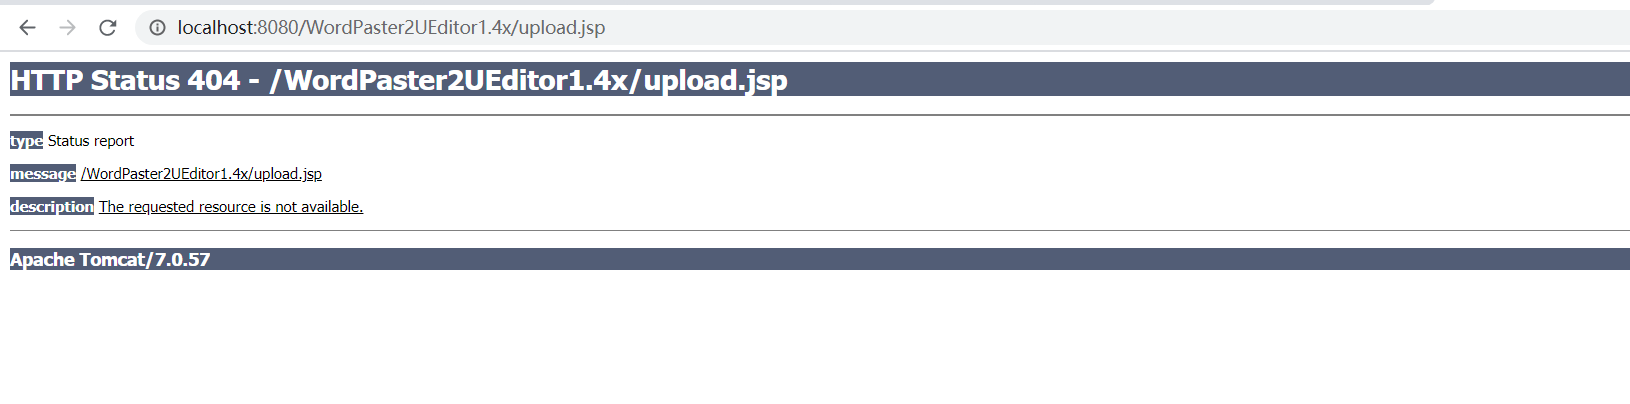 localhost:8080/WordPaster2UEditor1.4x/upload.jsp
HTTP Status 404 - /WordPaster2UEditor1.4x/upload.jsp
type Status report
message /WordPaster2UEditor1.4x/upload.jsp
description The requested resource is not available.
Apache Tomcat/7.0.57